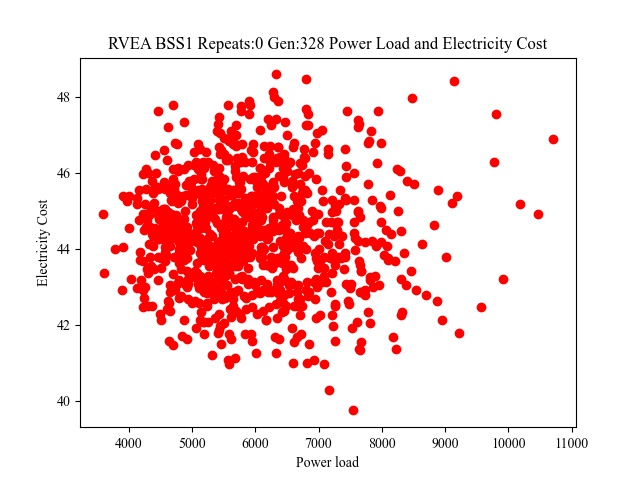 RVEA BSS1 Repeats:0 Gen:328 Power Load and Electricity Cost
48
46
44
42
40
Electricity Cost
4000 5000 6000 7000 8000 9000 10000 11000
Power load